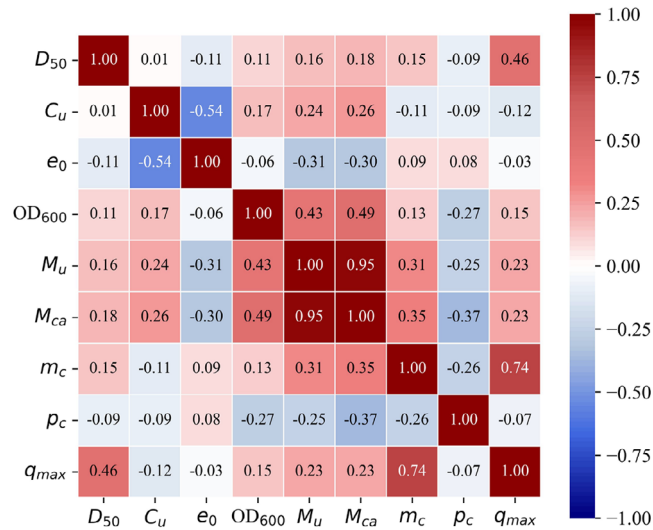 D₅₀ 1.00 0.01 -0.11 0.11 0.16 0.18 0.15 -0.09 0.46
Cᵤ 0.01 1.00 -0.54 0.17 0.24 0.26 -0.11 -0.09 -0.12
e₀ -0.11 -0.54 1.00 -0.06 -0.31 -0.30 0.09 0.08 -0.03
OD₆₀₀ 0.11 0.17 -0.06 1.00 0.43 0.49 0.13 -0.27 0.15
Mᵤ 0.16 0.24 -0.31 0.43 1.00 0.95 0.31 -0.25 0.23
M_ca 0.18 0.26 -0.30 0.49 0.95 1.00 0.35 -0.37 0.23
m_c 0.15 -0.11 0.09 0.13 0.31 0.35 1.00 -0.26 0.74
p_c -0.09 -0.09 0.08 -0.27 -0.25 -0.37 -0.26 1.00 -0.07
q_max 0.46 -0.12 -0.03 0.15 0.23 0.23 0.74 -0.07 1.00
D₅₀ Cᵤ e₀ OD₆₀₀ Mᵤ M_ca m_c p_c q_max
1.00
0.75
0.50
0.25
0.00
−0.25
−0.50
−0.75
−1.00